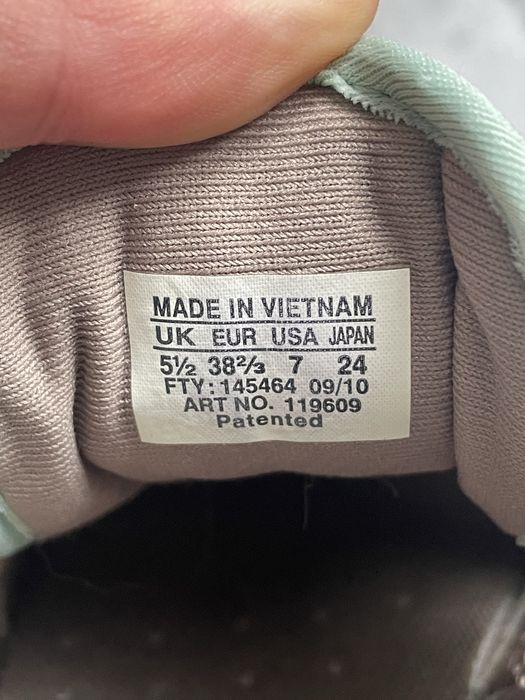 MADE IN VIETNAM
UK EUR USA JAPAN
5½ 38⅔ 7 24
FTY: 145464 09/10
ART NO. 119609
Patented